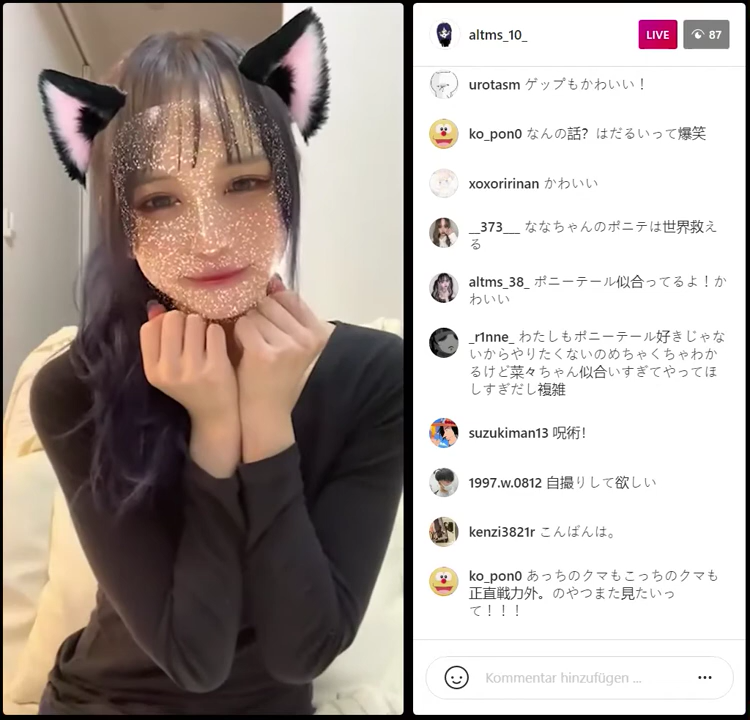 altms_10_
LIVE
87
urotasm ゲップもかわいい！
ko_pon0 なんの話? はだるいって爆笑
xoxoririnan かわいい
__373___ ななちゃんのポニテは世界救え
る
altms_38_ ポニーテール似合ってるよ！か
わいい
_r1nne_ わたしもポニーテール好きじゃな
いからやりたくないのめちゃくちゃわか
るけど菜々ちゃん似合いすぎてやってほ
しすぎだし複雑
suzukiman13 呪術!
1997.w.0812 自撮りして欲しい
kenzi3821r こんばんは。
ko_pon0 あっちのクマもこっちのクマも
正直戦力外。のやつまた見たいっ
て！！！
Kommentar hinzufügen ...